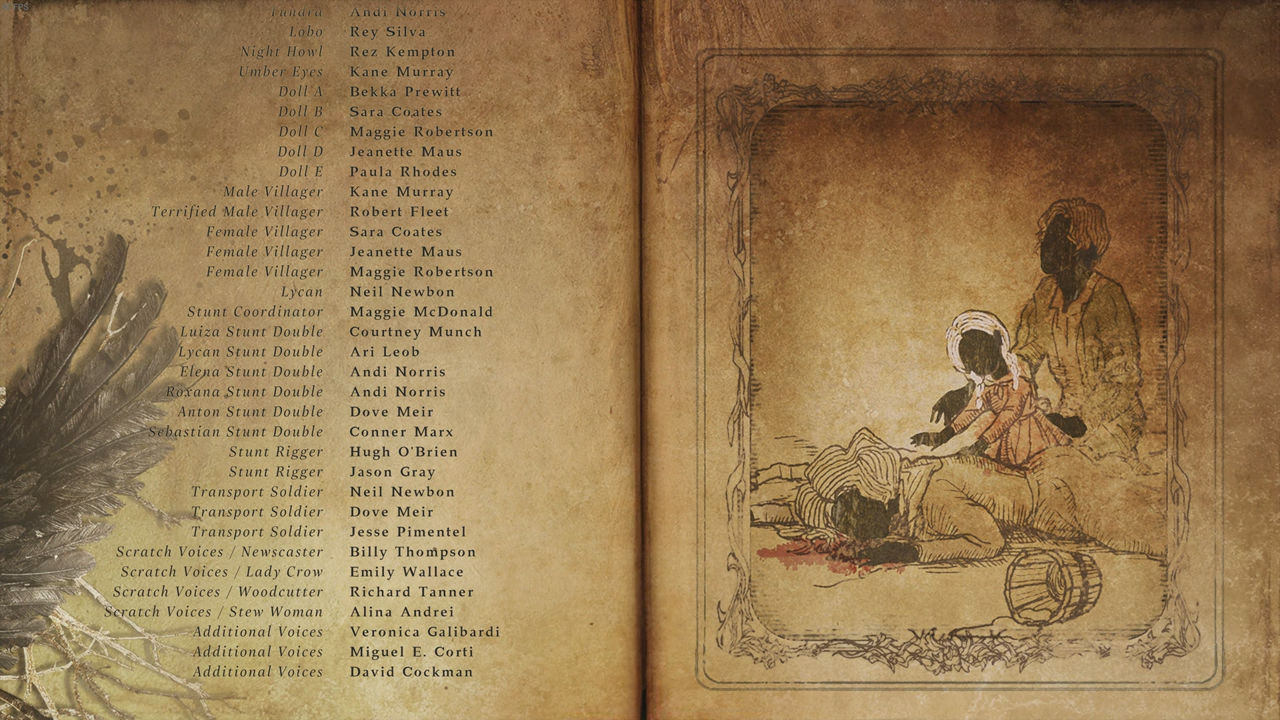 Tundra Andi Norris
Lobo Rey Silva
Night Howl Rez Kempton
Umber Eyes Kane Murray
Doll A Bekka Prewitt
Doll B Sara Coates
Doll C Maggie Robertson
Doll D Jeanette Maus
Doll E Paula Rhodes
Male Villager Kane Murray
Terrified Male Villager Robert Fleet
Female Villager Sara Coates
Female Villager Jeanette Maus
Female Villager Maggie Robertson
Lycan Neil Newbon
Stunt Coordinator Maggie McDonald
Luiza Stunt Double Courtney Munch
Lycan Stunt Double Ari Leob
Elena Stunt Double Andi Norris
Roxana Stunt Double Andi Norris
Anton Stunt Double Dove Meir
Sebastian Stunt Double Conner Marx
Stunt Rigger Hugh O'Brien
Stunt Rigger Jason Gray
Transport Soldier Neil Newbon
Transport Soldier Dove Meir
Transport Soldier Jesse Pimentel
Scratch Voices / Newscaster Billy Thompson
Scratch Voices / Lady Crow Emily Wallace
Scratch Voices / Woodcutter Richard Tanner
Scratch Voices / Stew Woman Alina Andrei
Additional Voices Veronica Galibardi
Additional Voices Miguel E. Corti
Additional Voices David Cockman